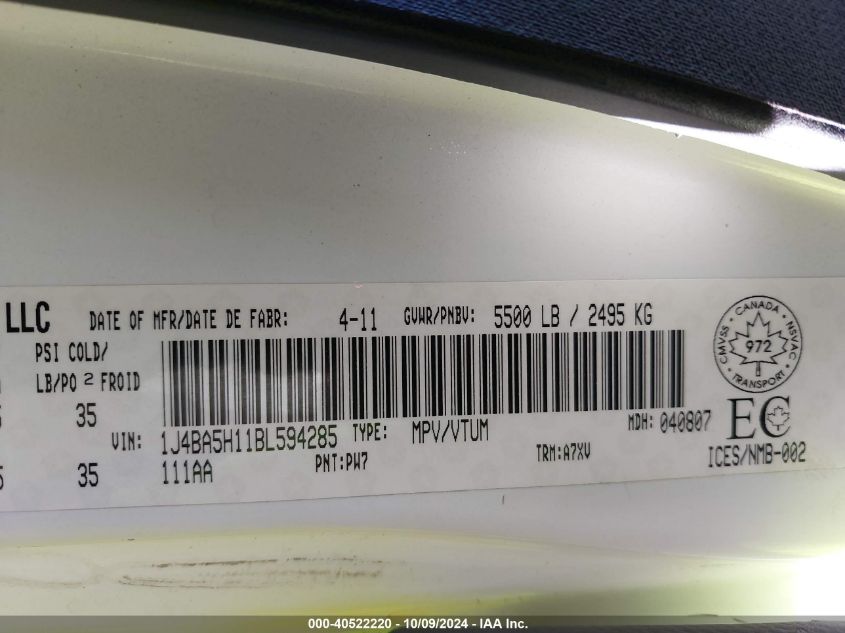 LLC DATE OF MFR/DATE DE FABR: 4-11 GVWR/PNBV: 5500 LB / 2495 KG
PSI COLD/
LB/PO 2 FROID
35
VIN: 1J4BA5H11BL594285 TYPE: MPV/VTUM MDH: 040807
35 111AA PNT:PW7 TRM:A7XV
CANADA
CMVSS
972
NSVAC
TRANSPORT
EC
ICES/NMB-002
000-40522220 - 10/09/2024 - IAA Inc.